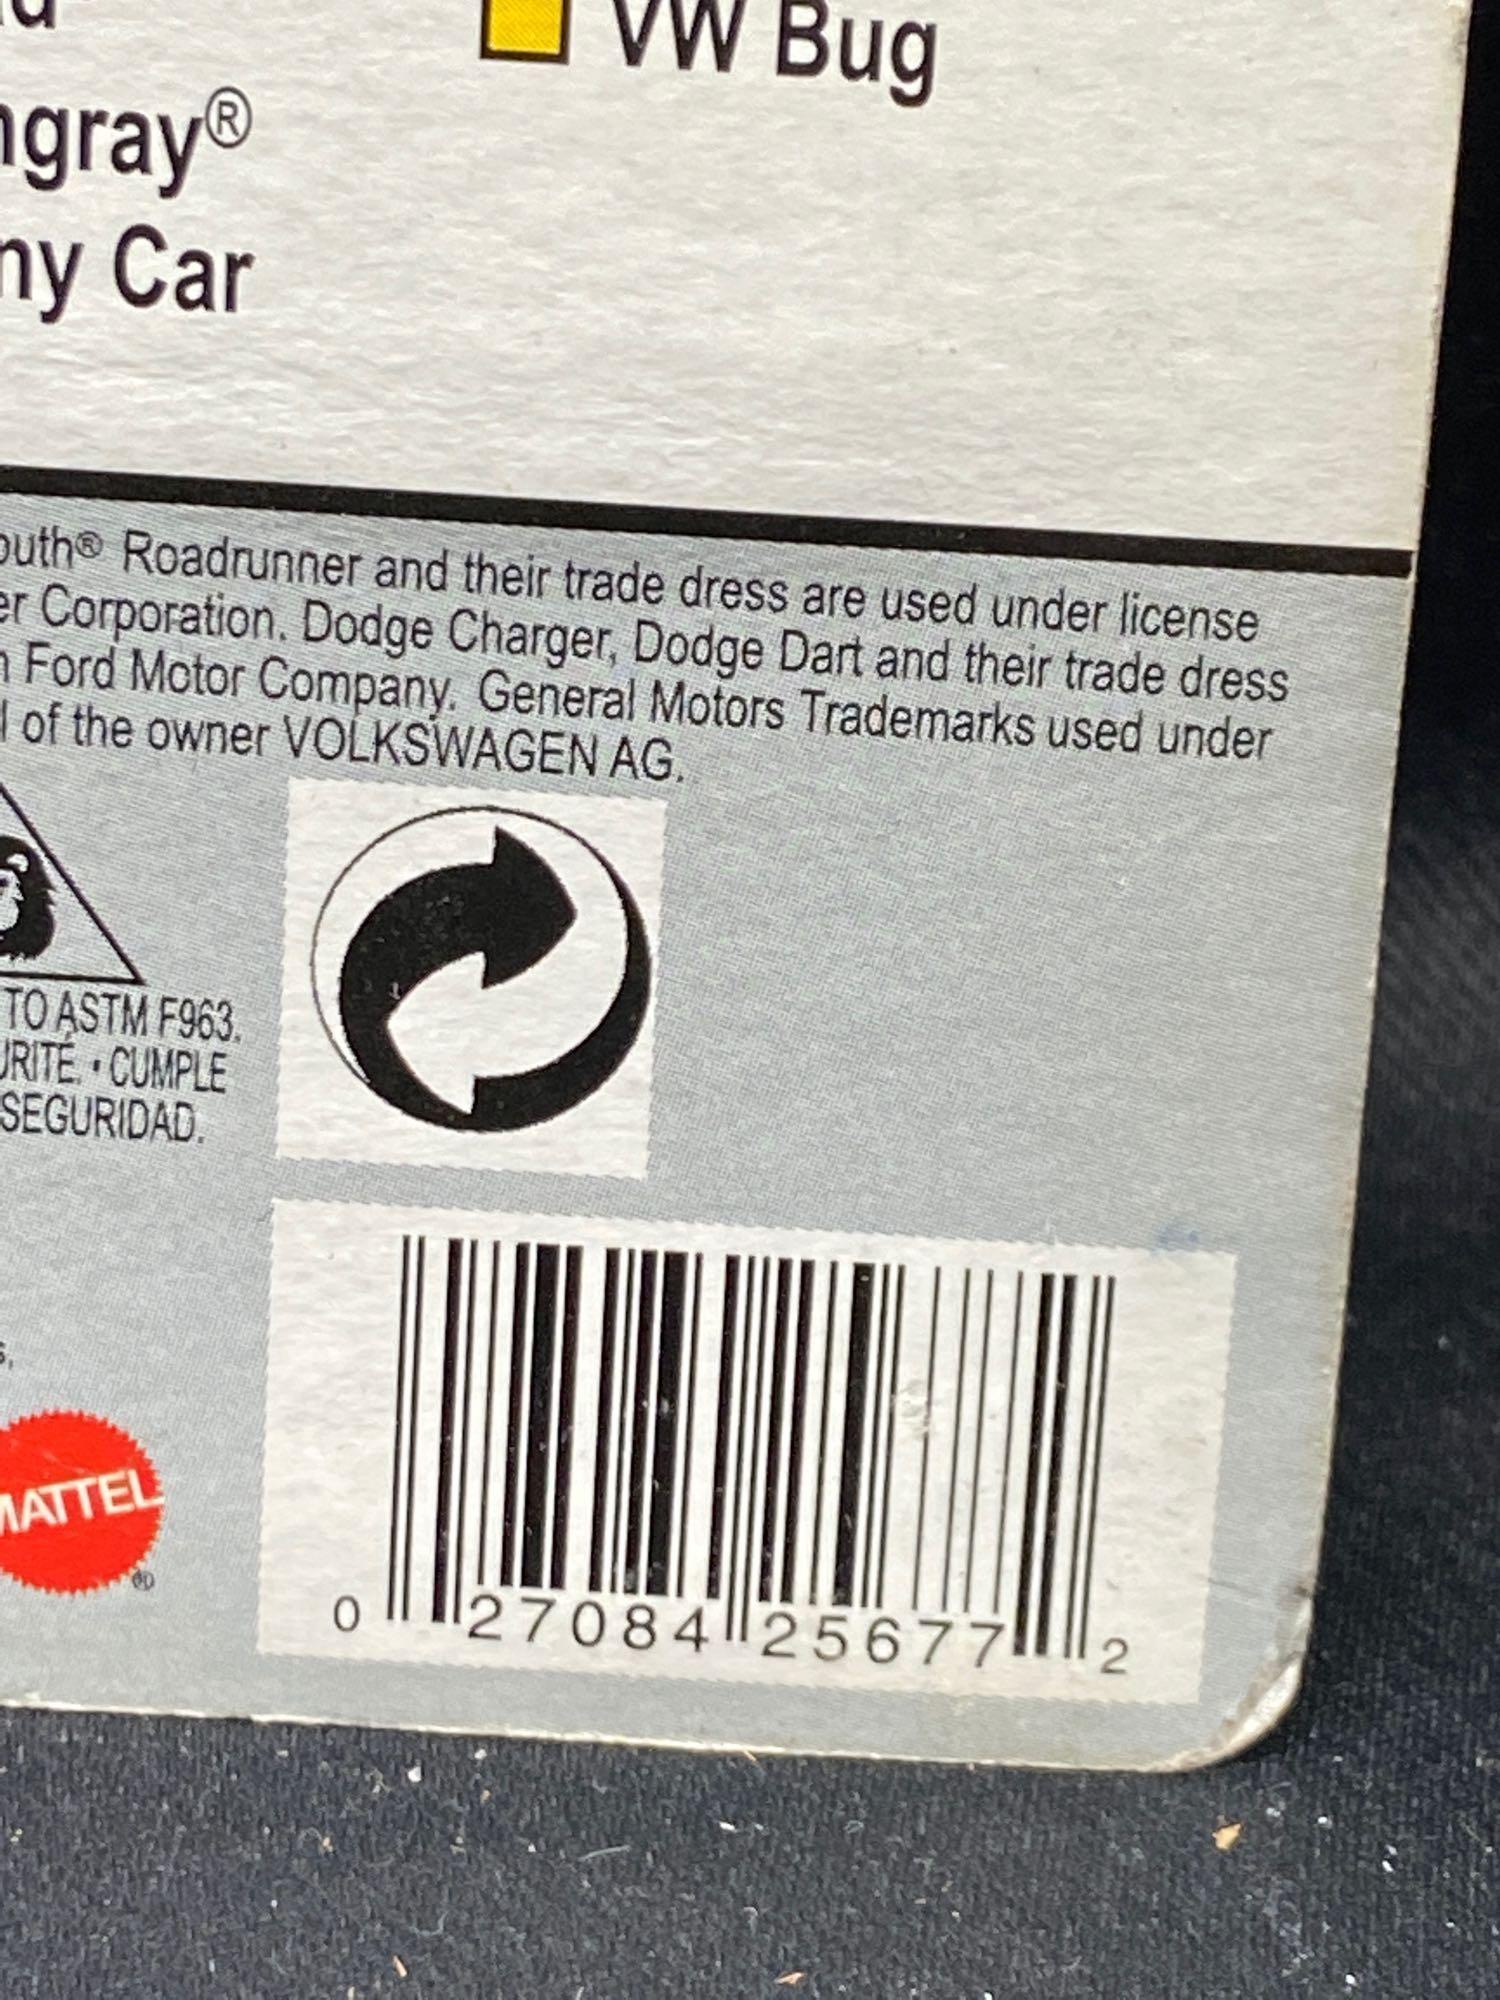 VW Bug
ngray®
ny Car
outh® Roadrunner and their trade dress are used under license
er Corporation. Dodge Charger, Dodge Dart and their trade dress
n Ford Motor Company. General Motors Trademarks used under
l of the owner VOLKSWAGEN AG.
TO ASTM F963.
URITÉ. • CUMPLE
SEGURIDAD.
s,
MATTEL
®
0 27084 25677 2